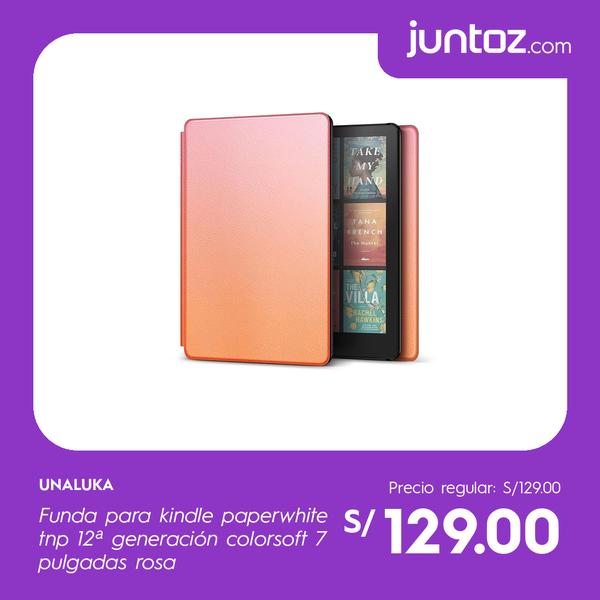 juntoz.com
TAKE
MY
HAND
TANA
FRENCH
The Hunter
THE
VILLA
RACHEL
HAWKINS
UNALUKA
Funda para kindle paperwhite
tnp 12ª generación colorsoft 7
pulgadas rosa
Precio regular: S/129.00
S/ 129.00